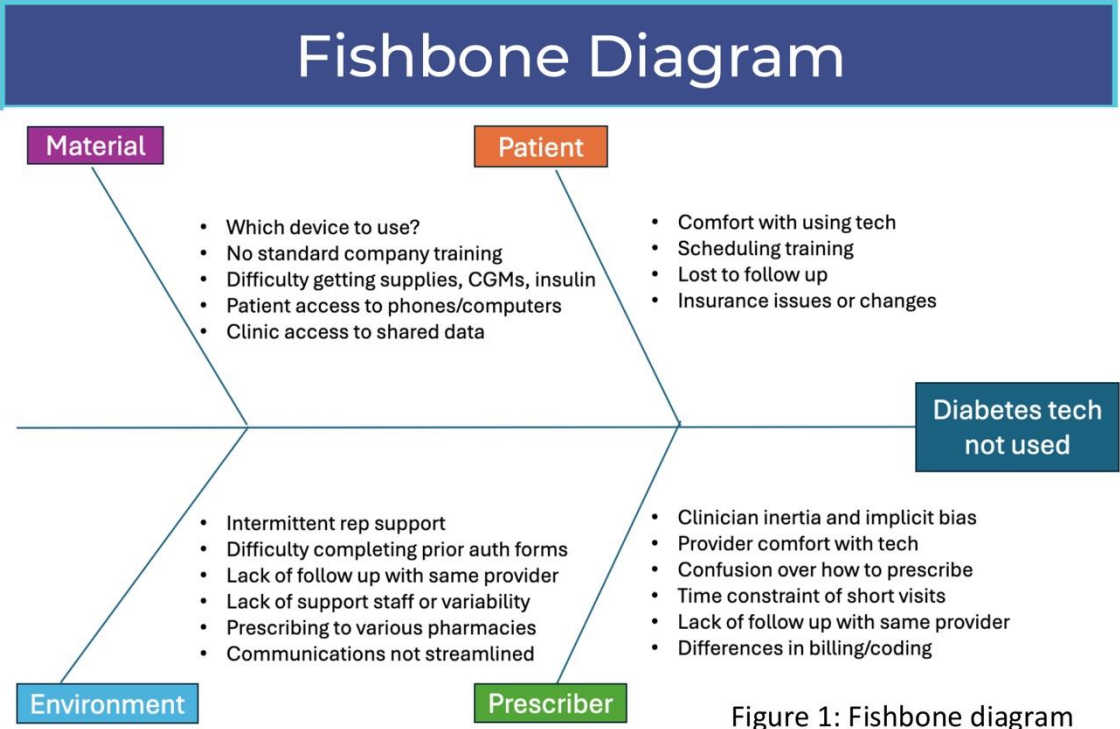 Fishbone Diagram
Material
• Which device to use?
• No standard company training
• Difficulty getting supplies, CGMs, insulin
• Patient access to phones/computers
• Clinic access to shared data
Patient
• Comfort with using tech
• Scheduling training
• Lost to follow up
• Insurance issues or changes
Diabetes tech
not used
• Intermittent rep support
• Difficulty completing prior auth forms
• Lack of follow up with same provider
• Lack of support staff or variability
• Prescribing to various pharmacies
• Communications not streamlined
Environment
• Clinician inertia and implicit bias
• Provider comfort with tech
• Confusion over how to prescribe
• Time constraint of short visits
• Lack of follow up with same provider
• Differences in billing/coding
Prescriber
Figure 1: Fishbone diagram